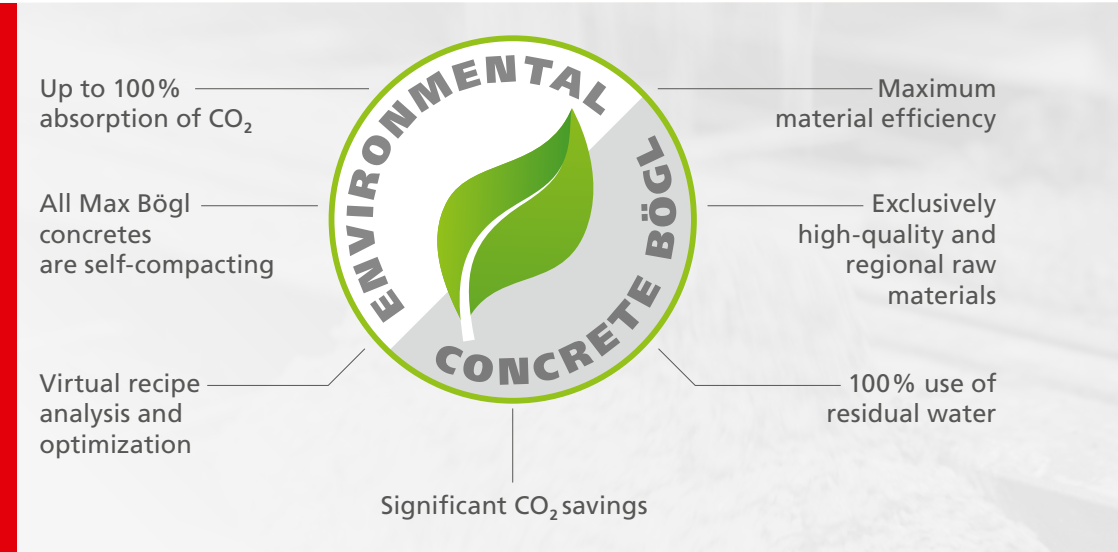 Up to 100%
absorption of CO₂
All Max Bögl
concretes
are self-compacting
Virtual recipe
analysis and
optimization
ENVIRONMENTAL
CONCRETE BÖGL
Significant CO₂ savings
Maximum
material efficiency
Exclusively
high-quality and
regional raw
materials
100% use of
residual water